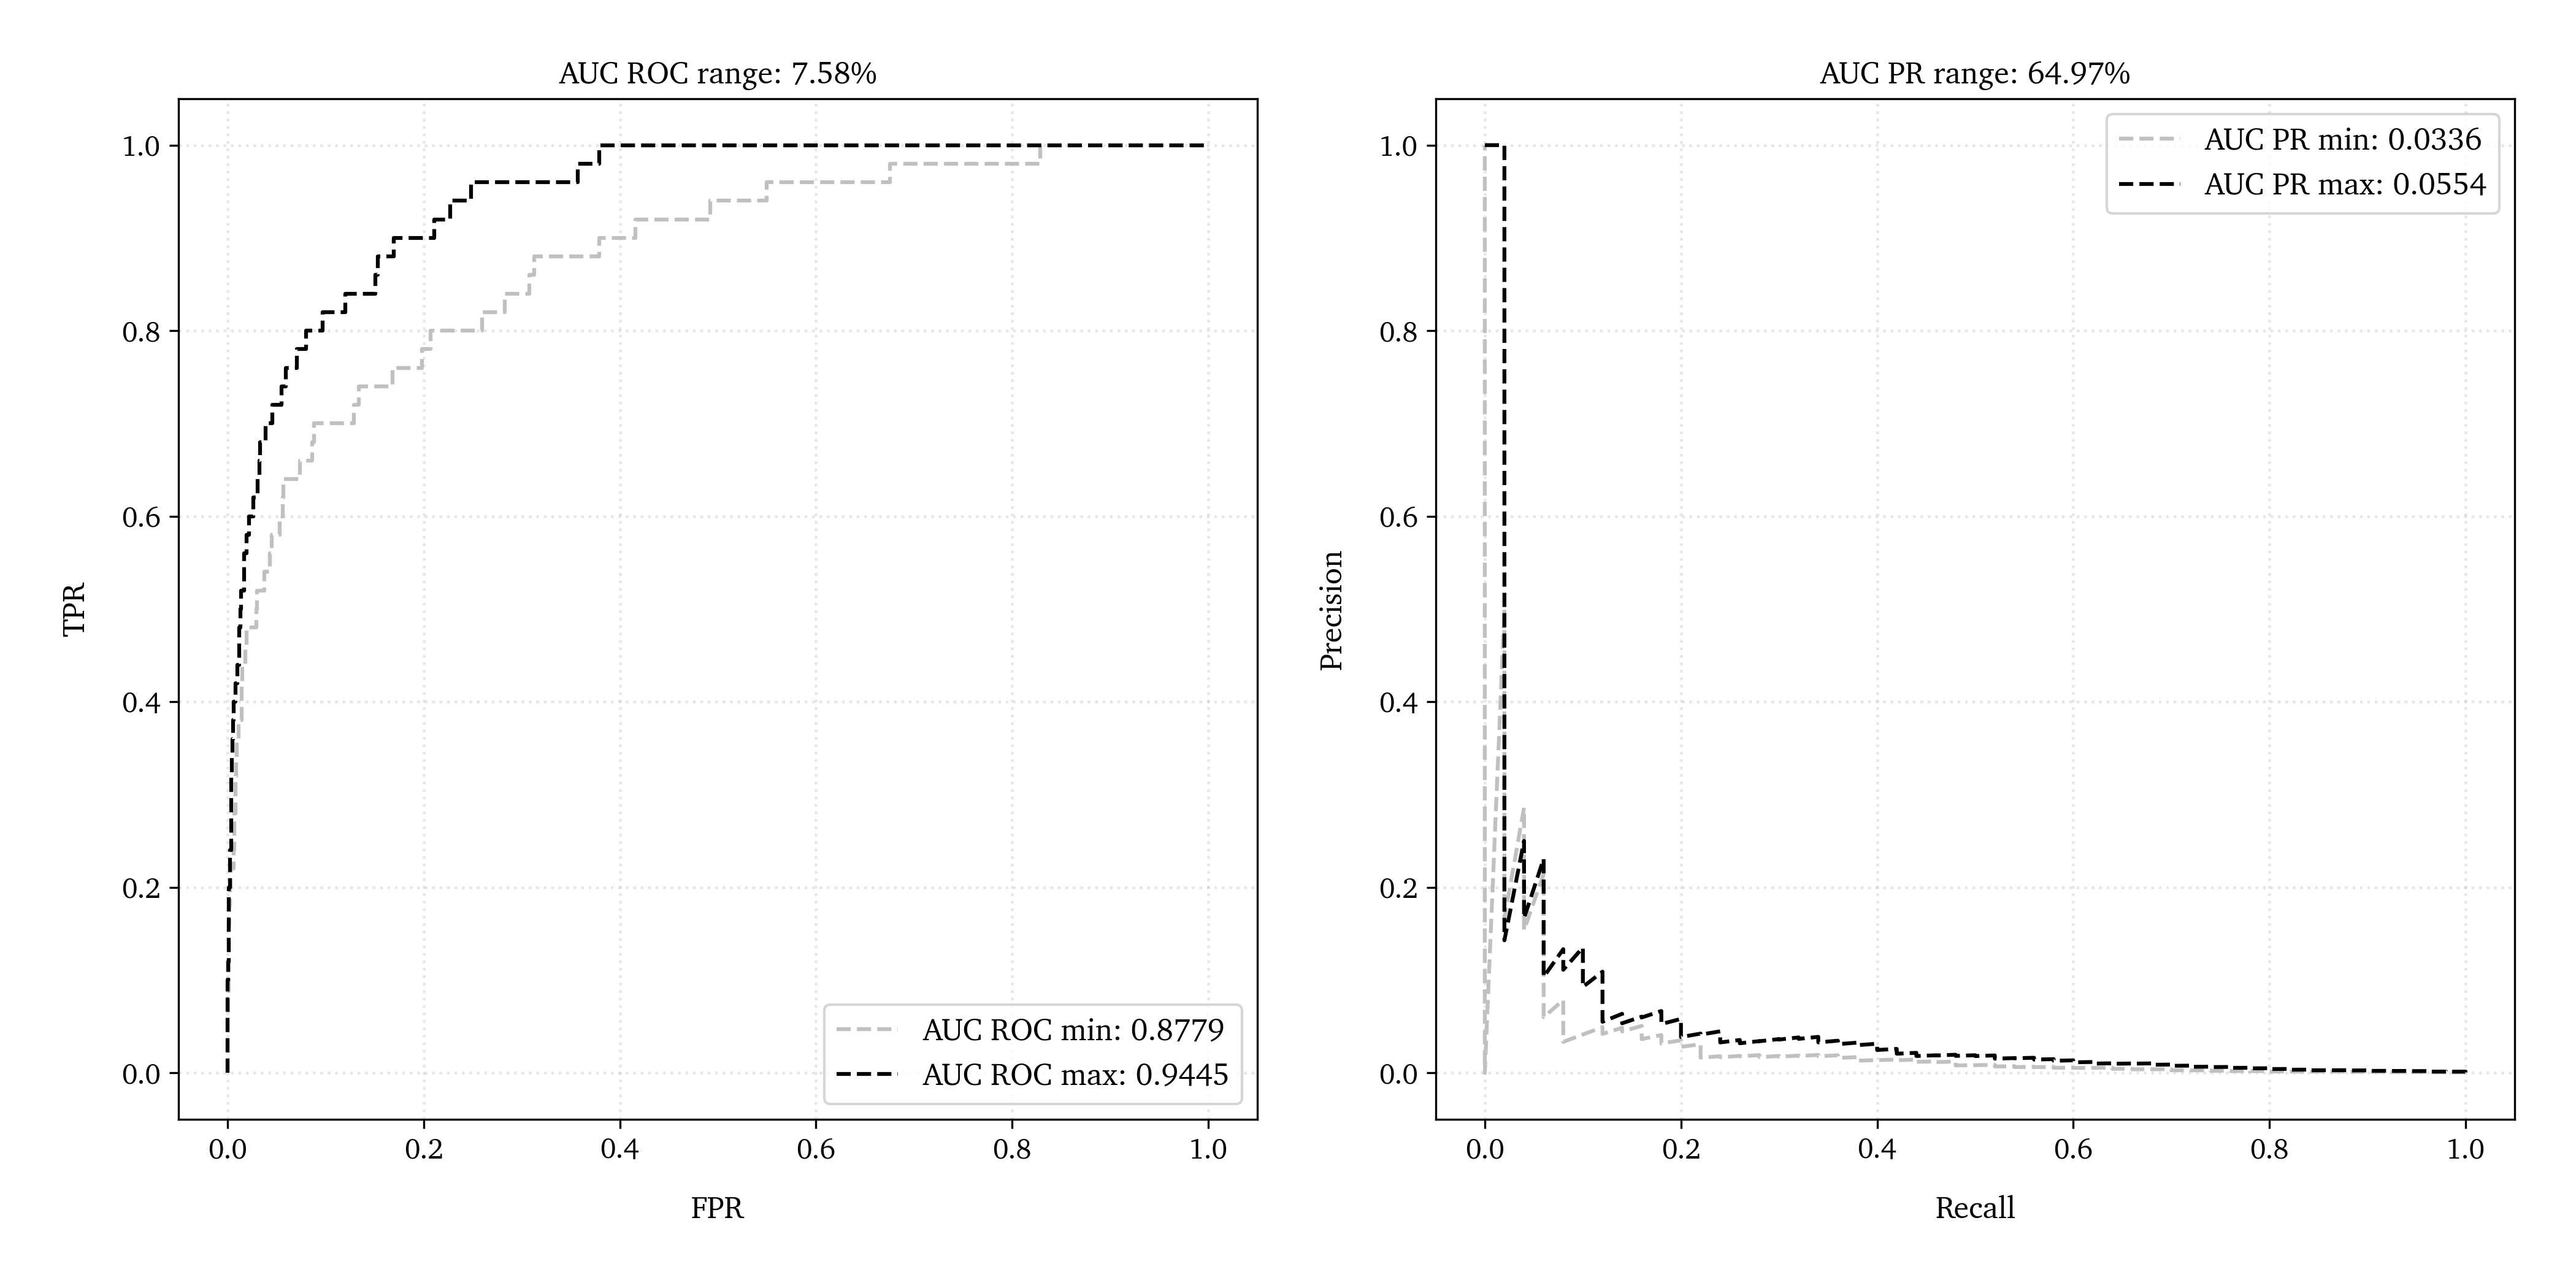 AUC ROC range: 7.58%
1.0
0.8
0.6
0.4
0.2
0.0
TPR
0.0 0.2 0.4 0.6 0.8 1.0
FPR
AUC ROC min: 0.8779
AUC ROC max: 0.9445
AUC PR range: 64.97%
AUC PR min: 0.0336
AUC PR max: 0.0554
1.0
0.8
0.6
0.4
0.2
0.0
Precision
0.0 0.2 0.4 0.6 0.8 1.0
Recall